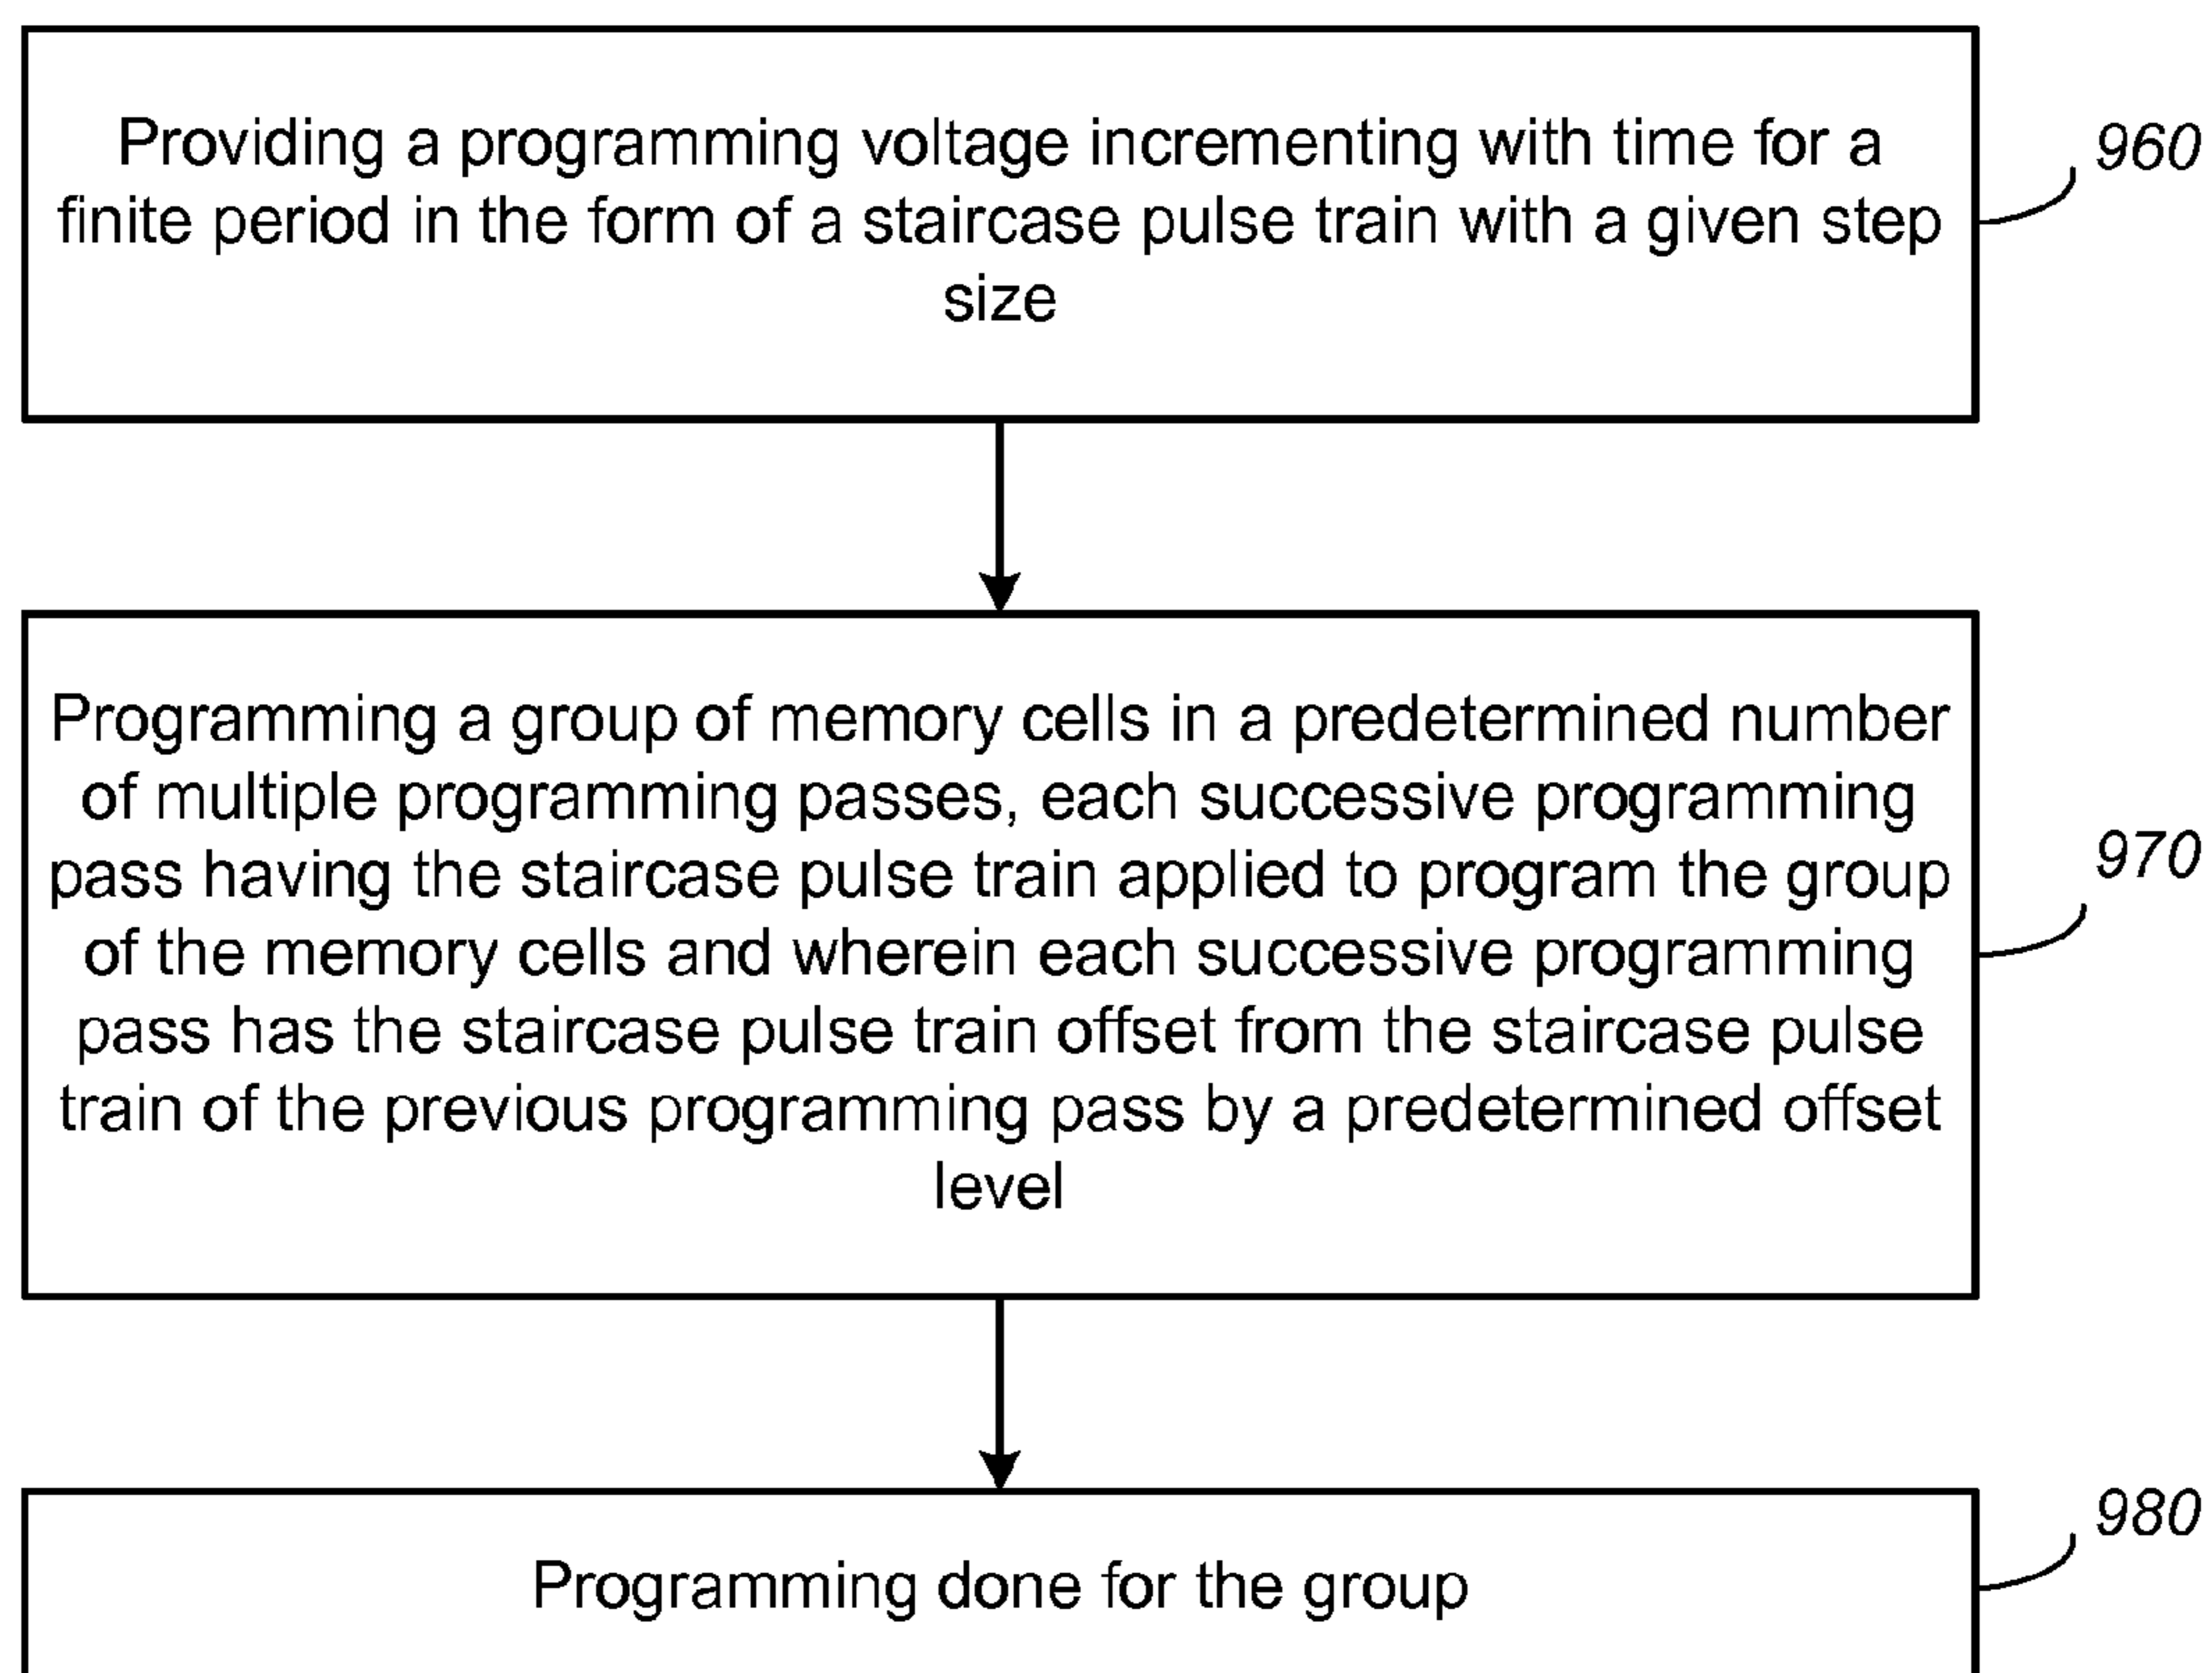 Providing a programming voltage incrementing with time for a
finite period in the form of a staircase pulse train with a given step
size
960
Programming a group of memory cells in a predetermined number
of multiple programming passes, each successive programming
pass having the staircase pulse train applied to program the group
of the memory cells and wherein each successive programming
pass has the staircase pulse train offset from the staircase pulse
train of the previous programming pass by a predetermined offset
level
970
Programming done for the group
980